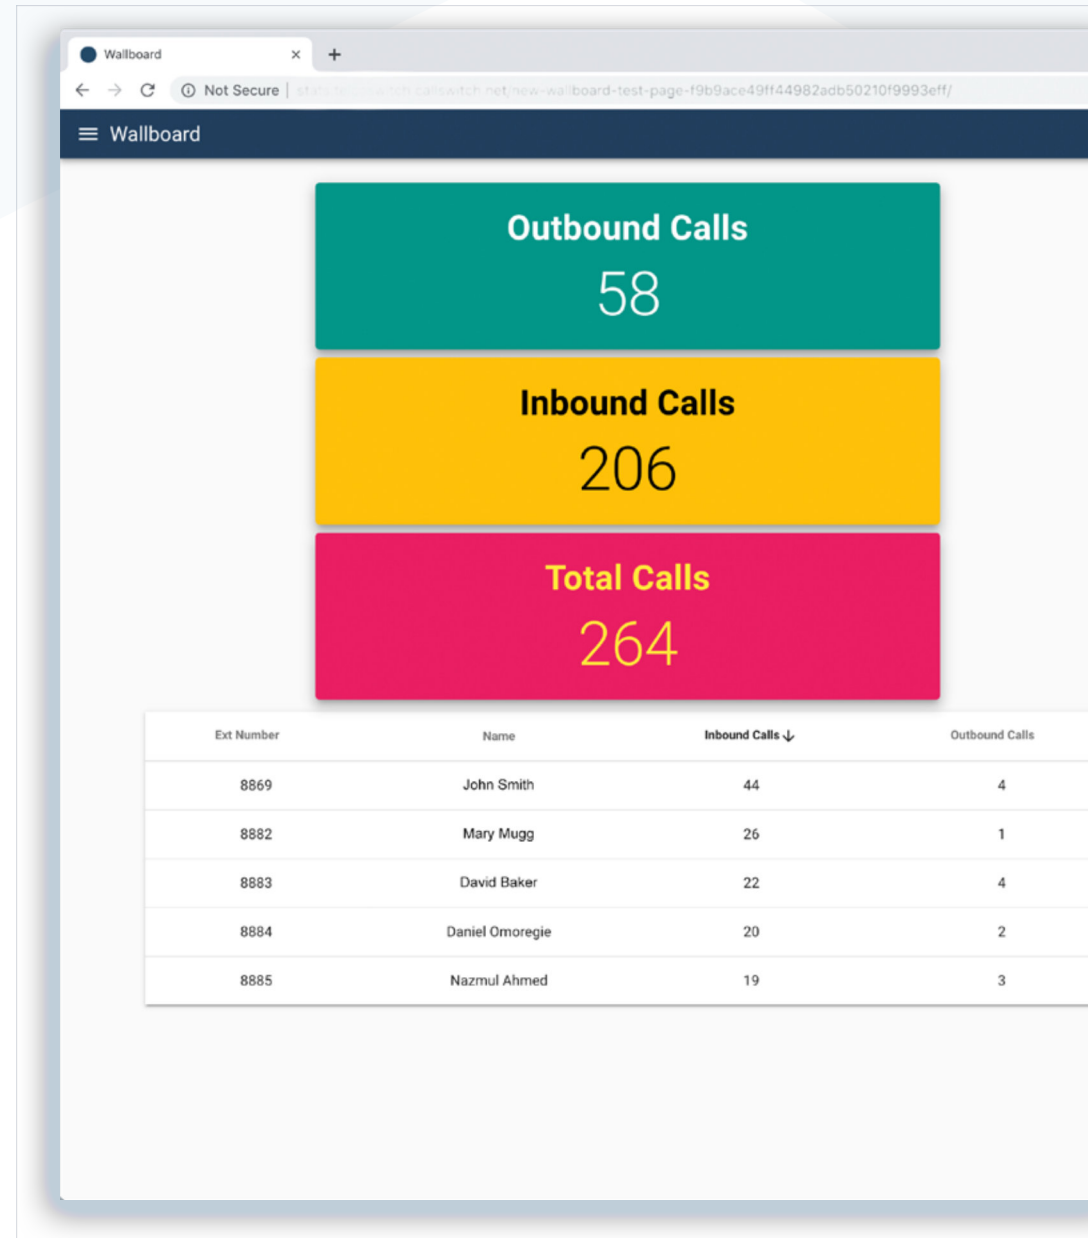 Wallboard
Not Secure
Wallboard
Outbound Calls
58
Inbound Calls
206
Total Calls
264
Ext Number Name Inbound Calls Outbound Calls
8869 John Smith 44 4
8882 Mary Mugg 26 1
8883 David Baker 22 4
8884 Daniel Omoregie 20 2
8885 Nazmul Ahmed 19 3